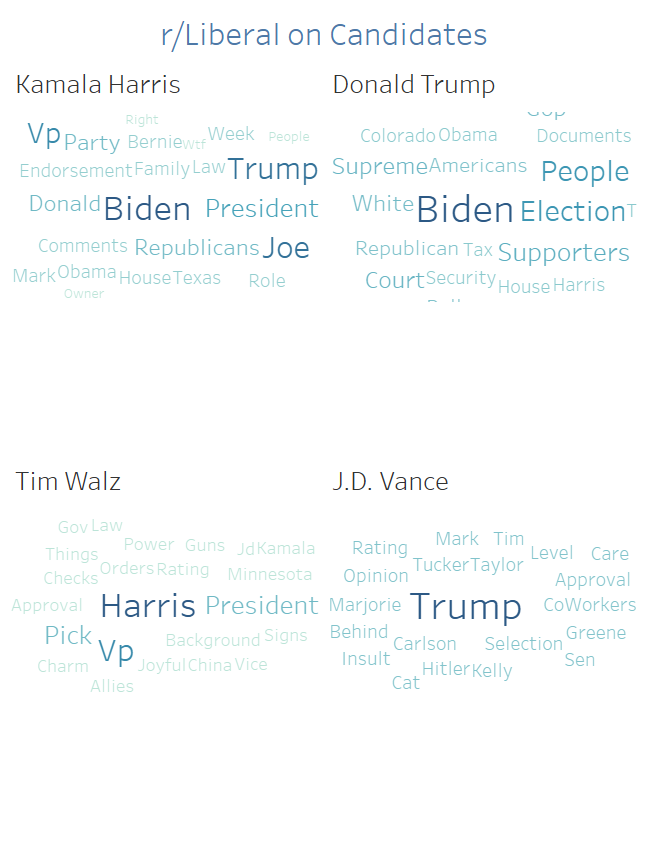 r/Liberal on Candidates
Kamala Harris
Right
Vp Party Bernie Wtf Week People
Endorsement Family Law Trump
Donald Biden President
Comments Republicans Joe
Mark Obama House Texas Role
Owner
Donald Trump
Gop
Colorado Obama Documents
Supreme Americans People
White Biden Election T
Republican Tax Supporters
Court Security House Harris
Tim Walz
Gov Law
Things Power Guns Jd Kamala
Checks Orders Rating Minnesota
Approval Harris President
Pick Vp Background Signs
Charm Joyful China Vice
Allies
J.D. Vance
Rating Mark Tim Level Care
Opinion Tucker Taylor Approval
Marjorie Trump CoWorkers
Behind Carlson Selection Greene
Insult Hitler Kelly Sen
Cat